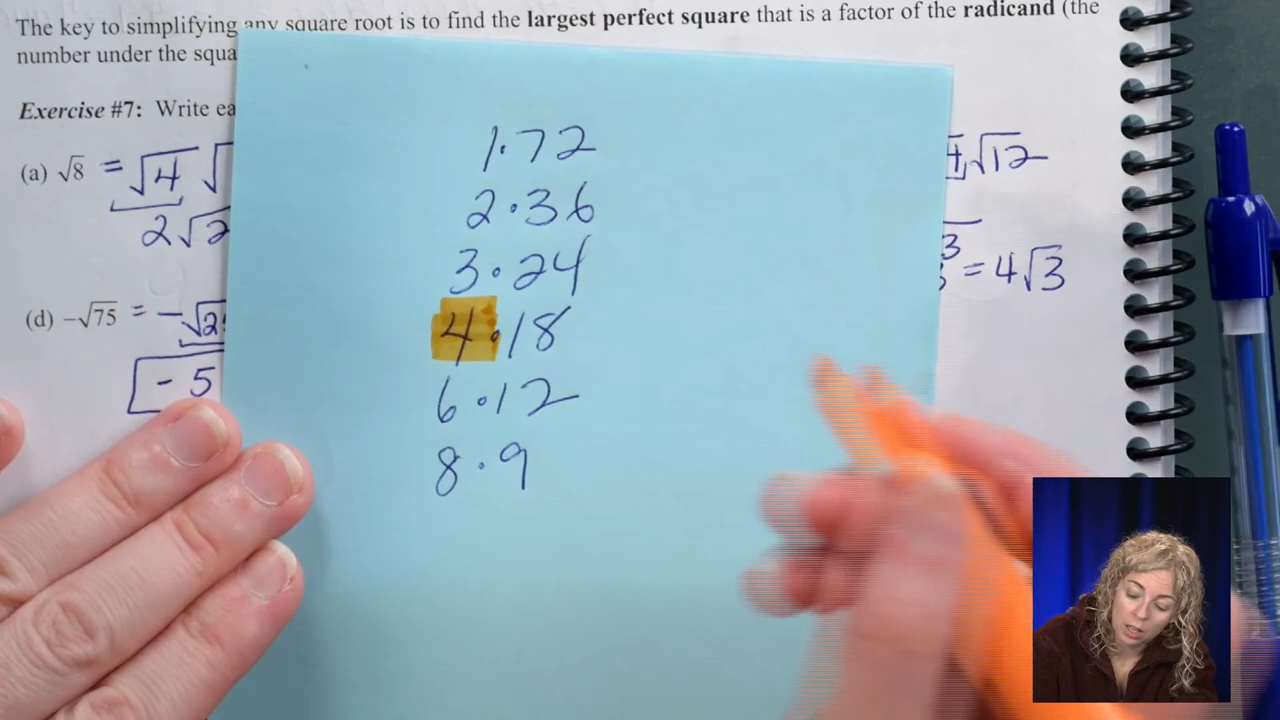 The key to simplifying any square root is to find the largest perfect square that is a factor of the radicand (the
number under the squa
Exercise #7: Write ea
(a) √8 = √4 √
2√2
√12
3 = 4√3
(d) -√75 = -√2
- 5
1·72
2·36
3·24
4·18
6·12
8·9